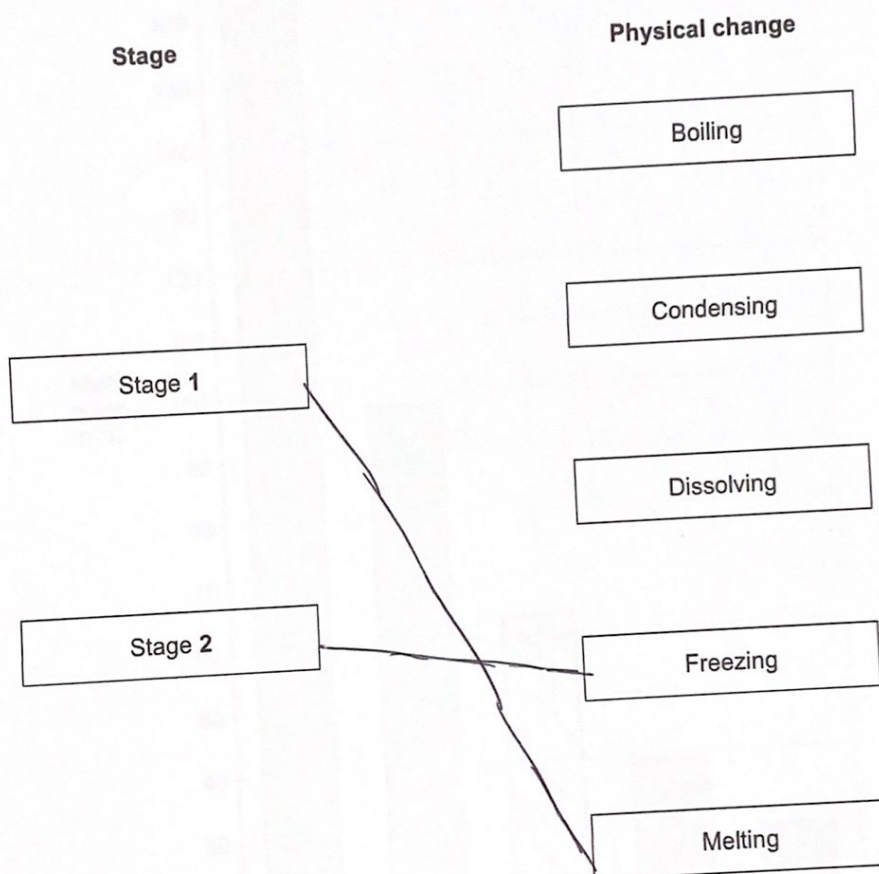 Stage
Physical change
Boiling
Condensing
Stage 1
Dissolving
Stage 2
Freezing
Melting